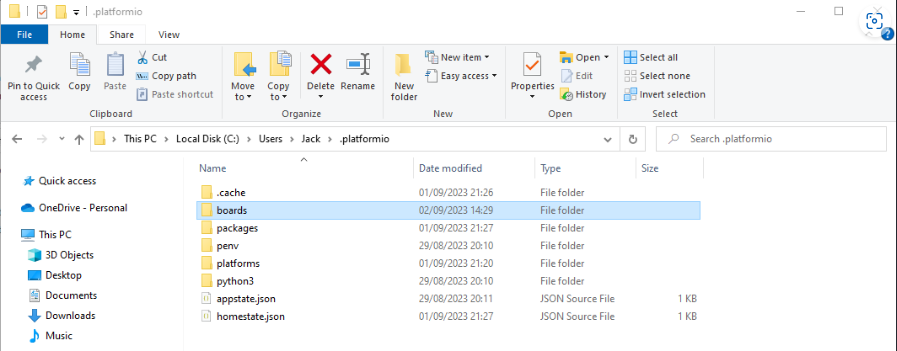 .platformio
File Home Share View
Pin to Quick access
Copy
Paste
Cut
Copy path
Paste shortcut
Clipboard
Move to
Copy to
Delete
Rename
Organize
New folder
New item
Easy access
New
Properties
Open
Edit
History
Open
Select all
Select none
Invert selection
Select
This PC Local Disk (C:) Users Jack .platformio
Search .platformio
Quick access
OneDrive - Personal
This PC
3D Objects
Desktop
Documents
Downloads
Music
Name Date modified Type Size
.cache 01/09/2023 21:26 File folder
boards 02/09/2023 14:29 File folder
packages 01/09/2023 21:27 File folder
penv 29/08/2023 20:10 File folder
platforms 01/09/2023 21:20 File folder
python3 29/08/2023 20:10 File folder
appstate.json 29/08/2023 20:11 JSON Source File 1 KB
homestate.json 01/09/2023 21:27 JSON Source File 1 KB